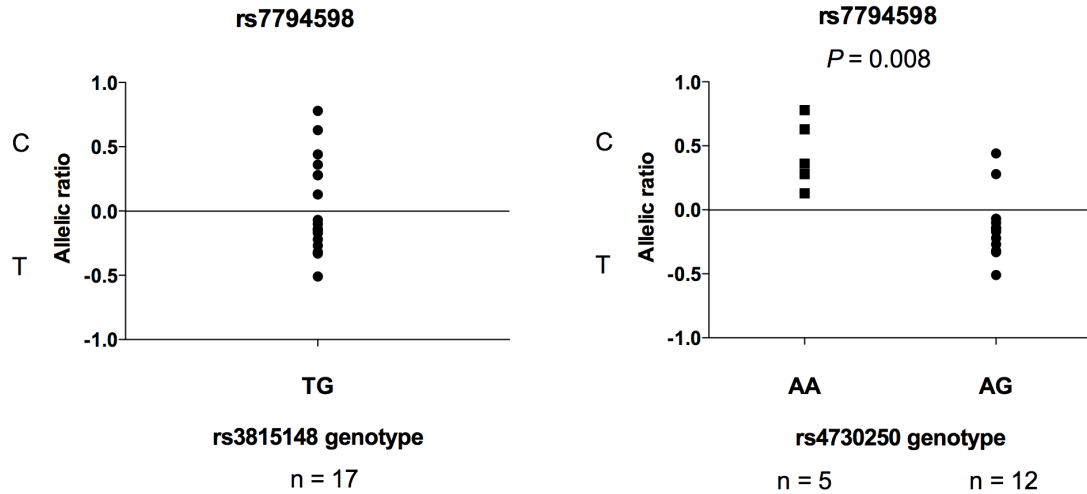 rs7794598
1.0
0.5
0.0
-0.5
-1.0
C
T
Allelic ratio
TG
rs3815148 genotype
n = 17
rs7794598
P = 0.008
1.0
0.5
0.0
-0.5
-1.0
C
T
Allelic ratio
AA AG
rs4730250 genotype
n = 5 n = 12